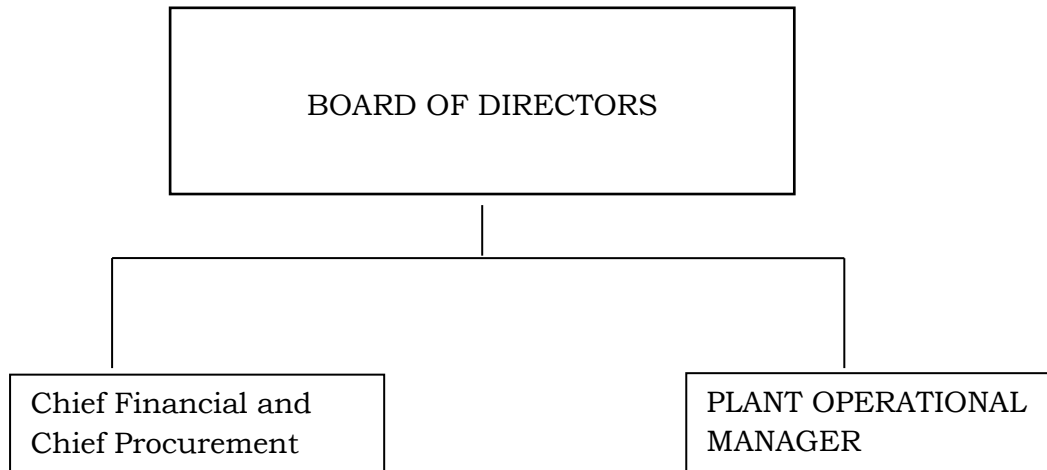 BOARD OF DIRECTORS
Chief Financial and
Chief Procurement
PLANT OPERATIONAL
MANAGER